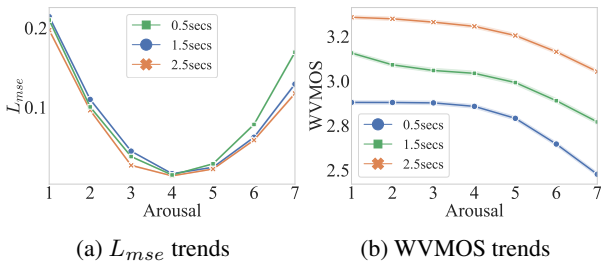 0.5secs
1.5secs
2.5secs
0.2
0.1
L_mse
1 2 3 4 5 6 7
Arousal
(a) L_mse trends
3.2
3.0
2.8
2.5
WVMOS
0.5secs
1.5secs
2.5secs
1 2 3 4 5 6 7
Arousal
(b) WVMOS trends